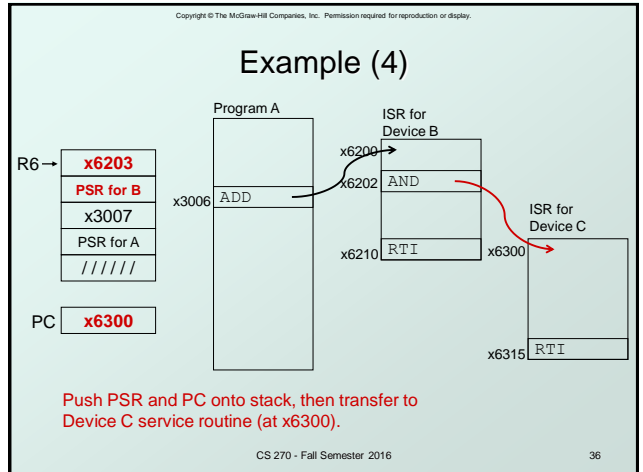 Copyright © The McGraw-Hill Companies, Inc. Permission required for reproduction or display.
Example (4)
Program A
ISR for
Device B
x6200
R6
x6203
PSR for B
x3007
PSR for A
//////
x3006
ADD
x6202
AND
ISR for
Device C
x6210
RTI
x6300
PC
x6300
x6315
RTI
Push PSR and PC onto stack, then transfer to
Device C service routine (at x6300).
CS 270 - Fall Semester 2016
36